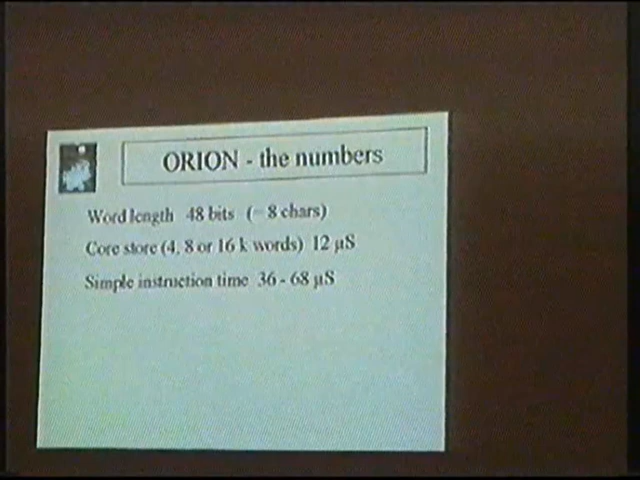 ORION - the numbers
Word length 48 bits (= 8 chars)
Core store (4, 8 or 16 k words) 12 µS
Simple instruction time 36 - 68 µS